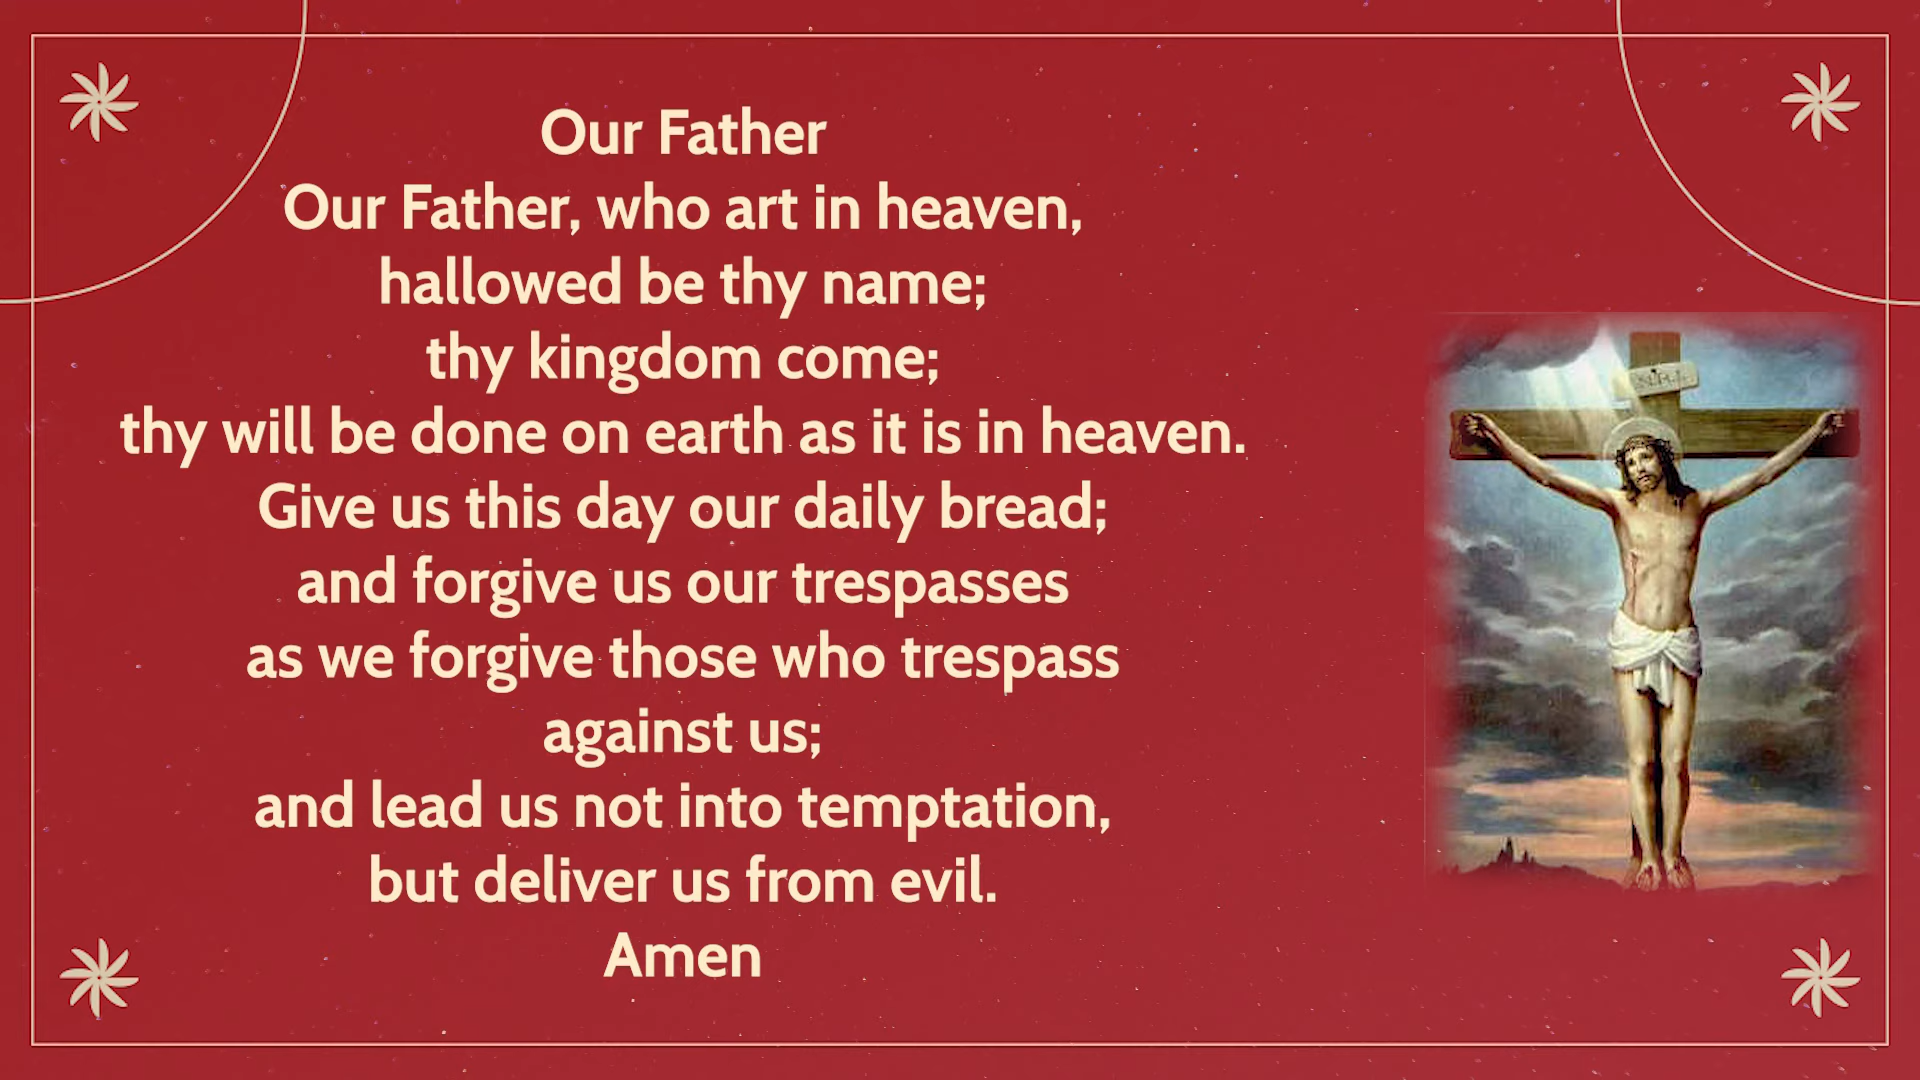 Our Father
Our Father, who art in heaven,
hallowed be thy name;
thy kingdom come;
thy will be done on earth as it is in heaven.
Give us this day our daily bread;
and forgive us our trespasses
as we forgive those who trespass
against us;
and lead us not into temptation,
but deliver us from evil.
Amen